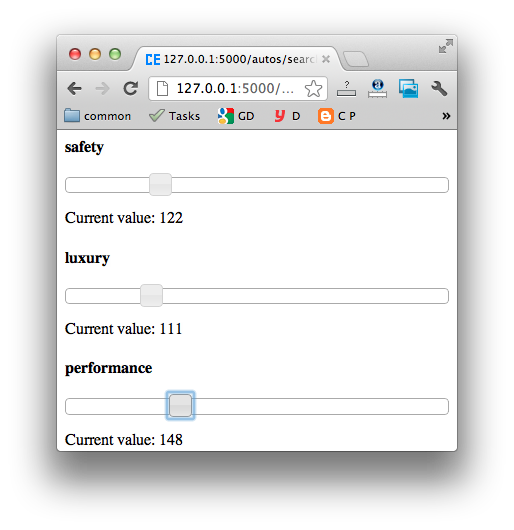 127.0.0.1:5000/autos/searc
127.0.0.1:5000/...
?
common Tasks GD D C P »
safety
Current value: 122
luxury
Current value: 111
performance
Current value: 148